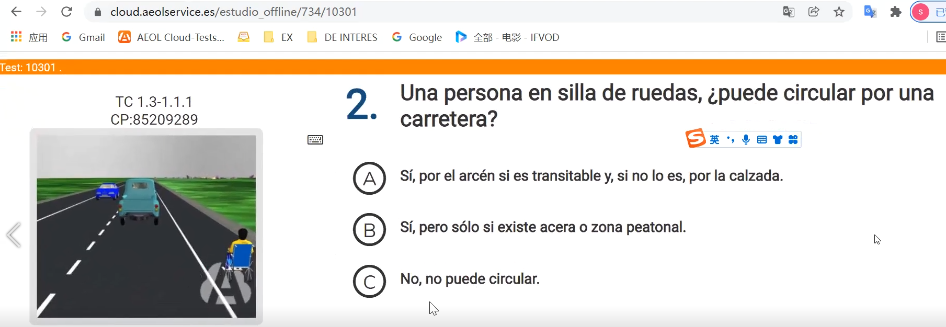 cloud.aeolservice.es/estudio_offline/734/10301
应用 Gmail AEOL Cloud-Tests... EX DE INTERES Google 全部 - 电影 - IFVOD
Test: 10301 .
TC 1.3-1.1.1
CP:85209289
2. Una persona en silla de ruedas, ¿puede circular por una
carretera?
英
A Sí, por el arcén si es transitable y, si no lo es, por la calzada.
B Sí, pero sólo si existe acera o zona peatonal.
C No, no puede circular.